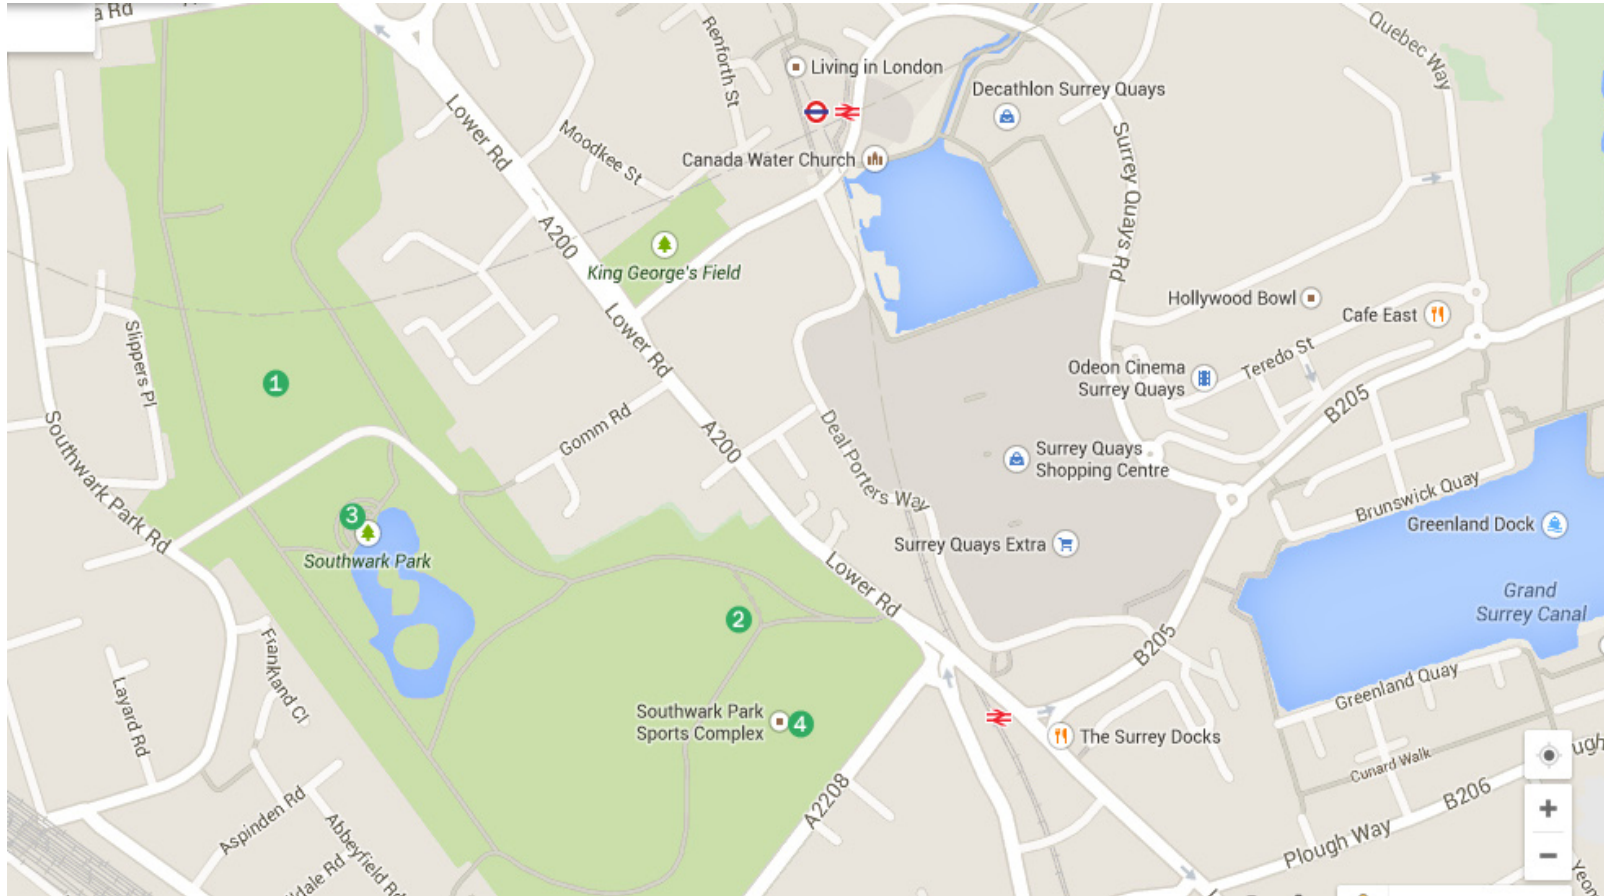 a Rd
Renforth St
Living in London
Quebec Way
Decathlon Surrey Quays
Lower Rd
Moodkee St
Canada Water Church
Surrey Quays Rd
A200
King George's Field
Hollywood Bowl
Cafe East
Slippers Pl
Lower Rd
Teredo St
Odeon Cinema
Surrey Quays
1
B205
Southwark Park Rd
Gomm Rd
A200
Deal Porters Way
Surrey Quays
Shopping Centre
Brunswick Quay
3
Greenland Dock
Surrey Quays Extra
Southwark Park
Lower Rd
Grand
Surrey Canal
2
B205
Frankland Cl
Layard Rd
Greenland Quay
Southwark Park
Sports Complex
4
The Surrey Docks
ugh
Cunard Walk
A2208
B206
+
Aspinden Rd
Abbeyfield Rd
Plough Way
−
dale Rd
Yeon